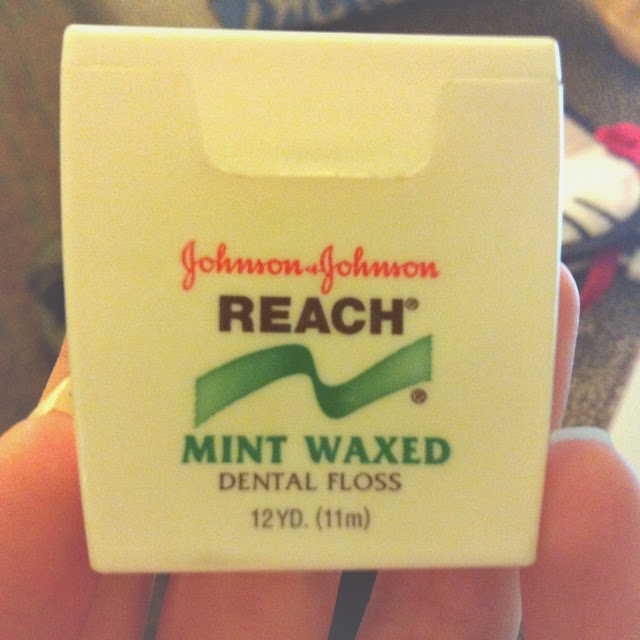 Johnson & Johnson
REACH®
®
MINT WAXED
DENTAL FLOSS
12YD. (11m)